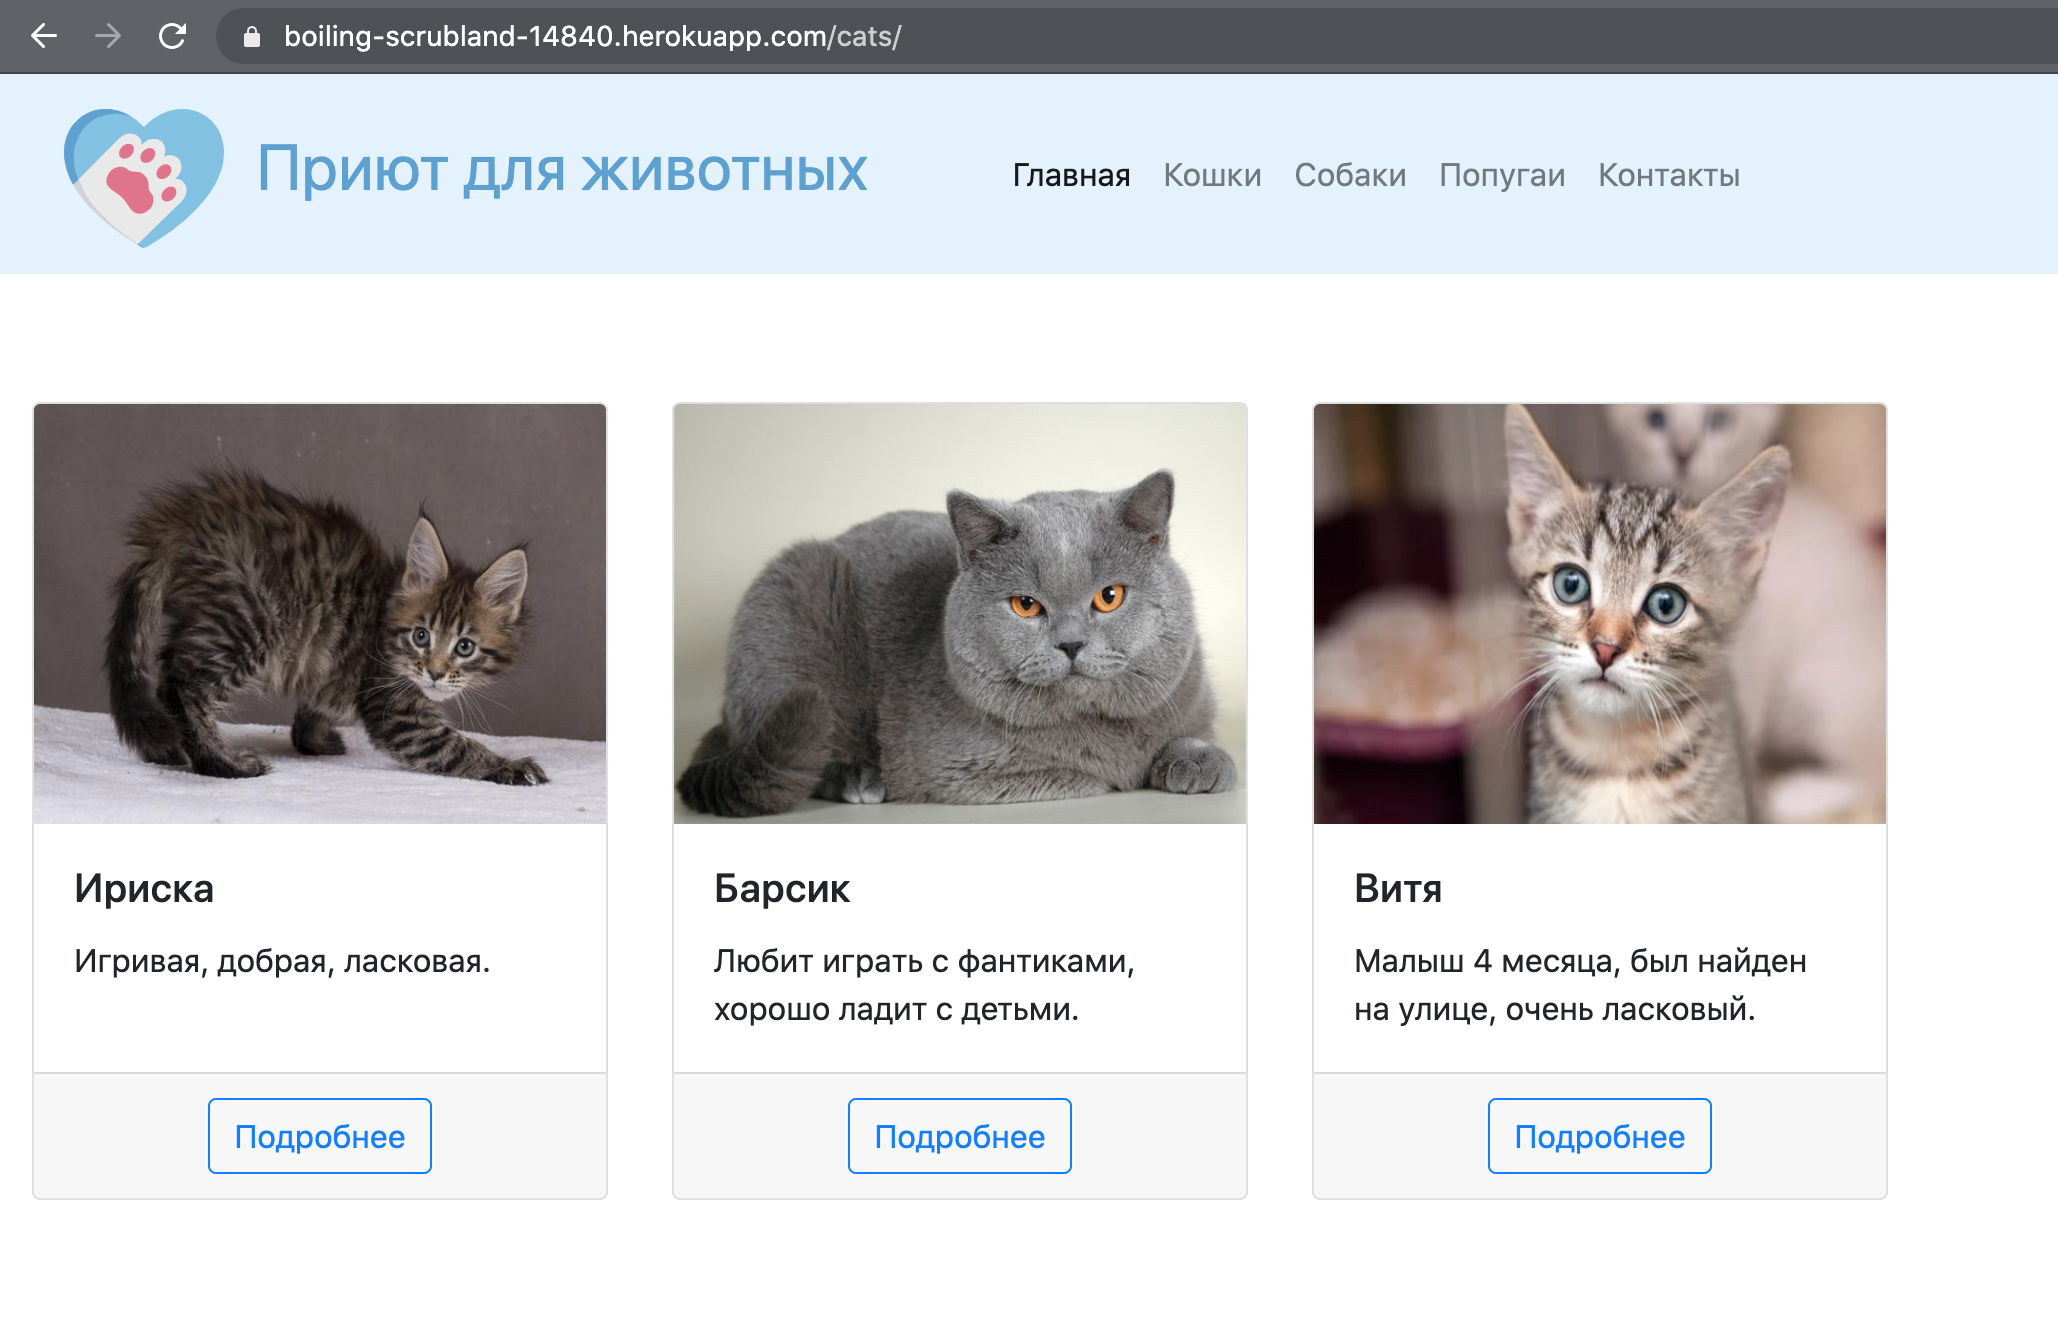 boiling-scrubland-14840.herokuapp.com/cats/
Приют для животных
Главная Кошки Собаки Попугаи Контакты
Ириска
Игривая, добрая, ласковая.
Подробнее
Барсик
Любит играть с фантиками,
хорошо ладит с детьми.
Подробнее
Витя
Малыш 4 месяца, был найден
на улице, очень ласковый.
Подробнее